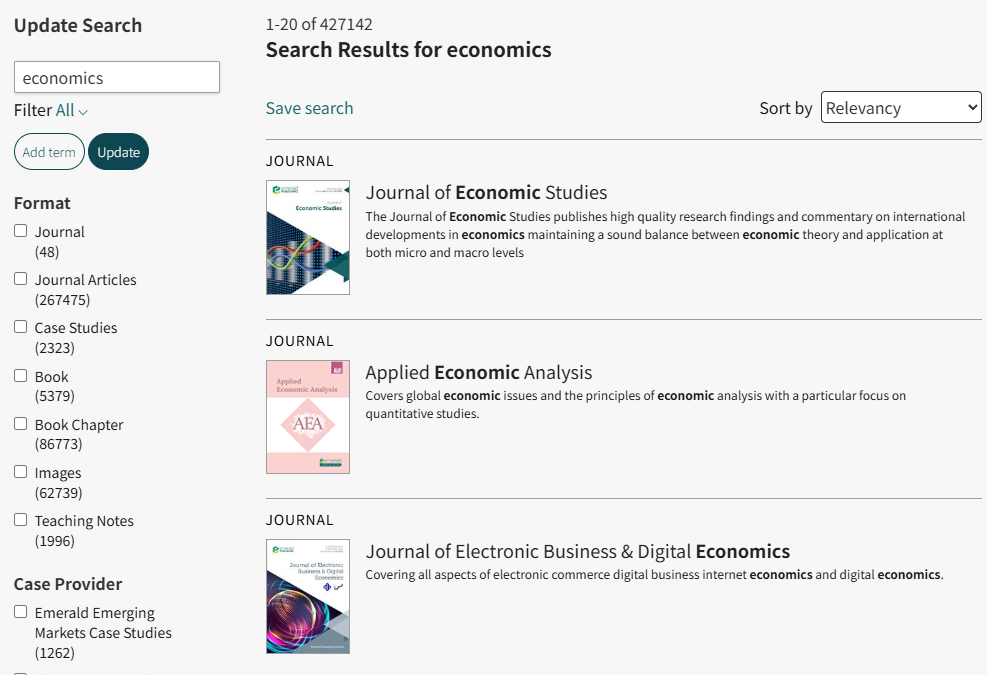 Update Search
economics
Filter All
Add term
Update
Format
Journal
(48)
Journal Articles
(267475)
Case Studies
(2323)
Book
(5379)
Book Chapter
(86773)
Images
(62739)
Teaching Notes
(1996)
Case Provider
Emerald Emerging
Markets Case Studies
(1262)
1-20 of 427142
Search Results for economics
Save search
Sort by
Relevancy
JOURNAL
Economic Studies
Journal of Economic Studies
The Journal of Economic Studies publishes high quality research findings and commentary on international
developments in economics maintaining a sound balance between economic theory and application at
both micro and macro levels
JOURNAL
Applied
Economic Analysis
AEA
Applied Economic Analysis
Covers global economic issues and the principles of economic analysis with a particular focus on
quantitative studies.
JOURNAL
Journal of Electronic
Business & Digital
Economics
Journal of Electronic Business & Digital Economics
Covering all aspects of electronic commerce digital business internet economics and digital economics.